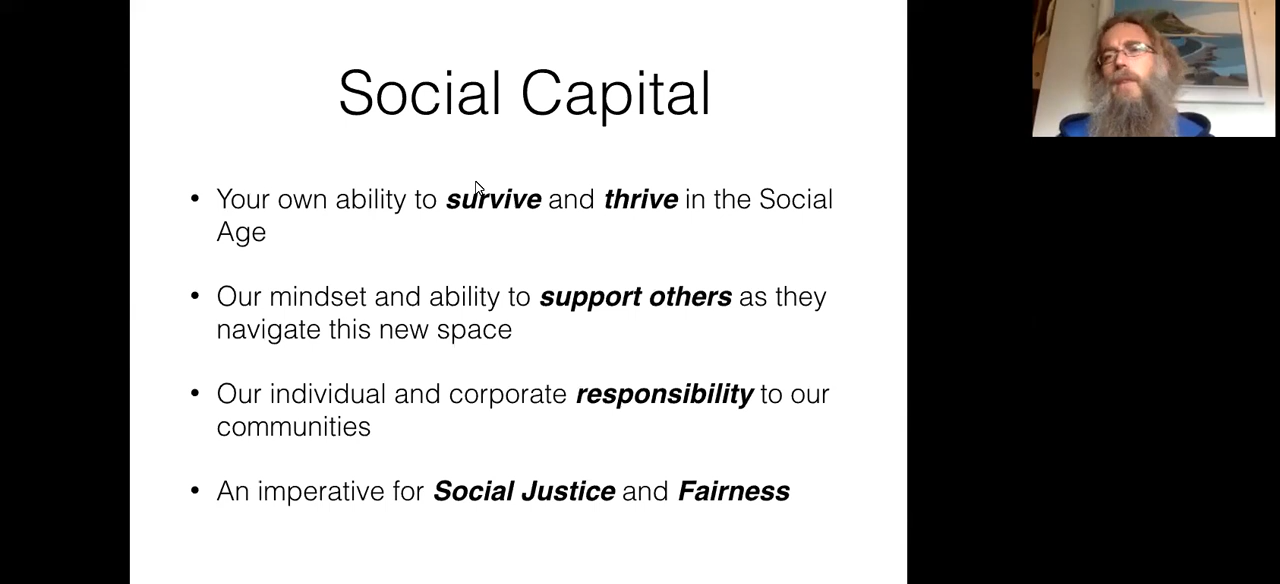 Social Capital
• Your own ability to survive and thrive in the Social
Age
• Our mindset and ability to support others as they
navigate this new space
• Our individual and corporate responsibility to our
communities
• An imperative for Social Justice and Fairness